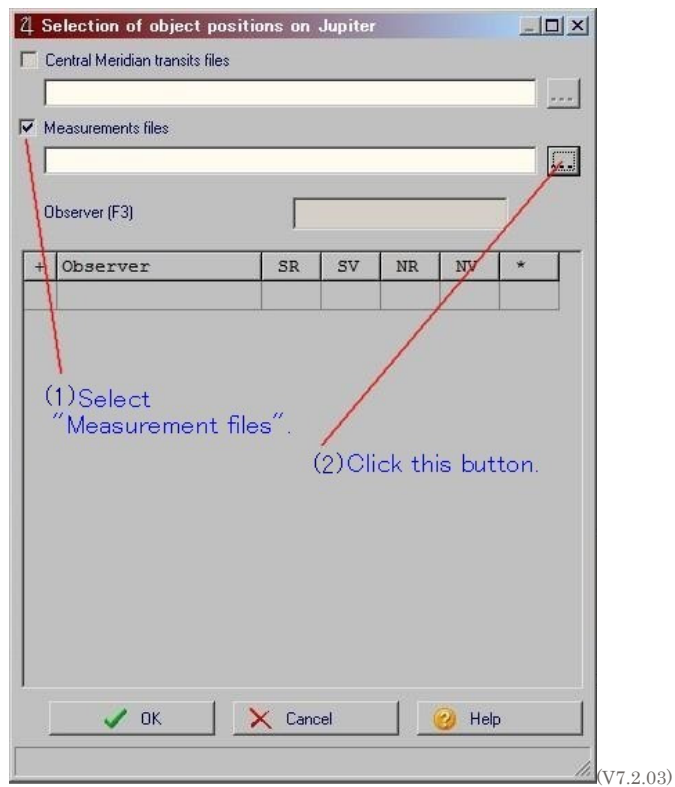 Selection of object positions on Jupiter
Central Meridian transits files
...
Measurements files
...
Observer (F3)
+ Observer SR SV NR NV *
(1)Select
"Measurement files".
(2)Click this button.
OK Cancel Help
(V7.2.03)